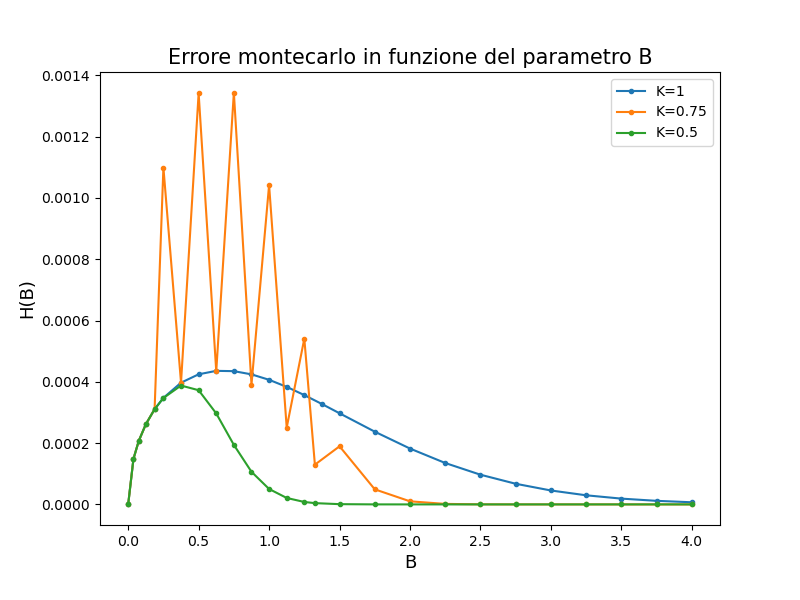 Errore montecarlo in funzione del parametro B
K=1
K=0.75
K=0.5
H(B)
0.0014
0.0012
0.0010
0.0008
0.0006
0.0004
0.0002
0.0000
0.0 0.5 1.0 1.5 2.0 2.5 3.0 3.5 4.0
B